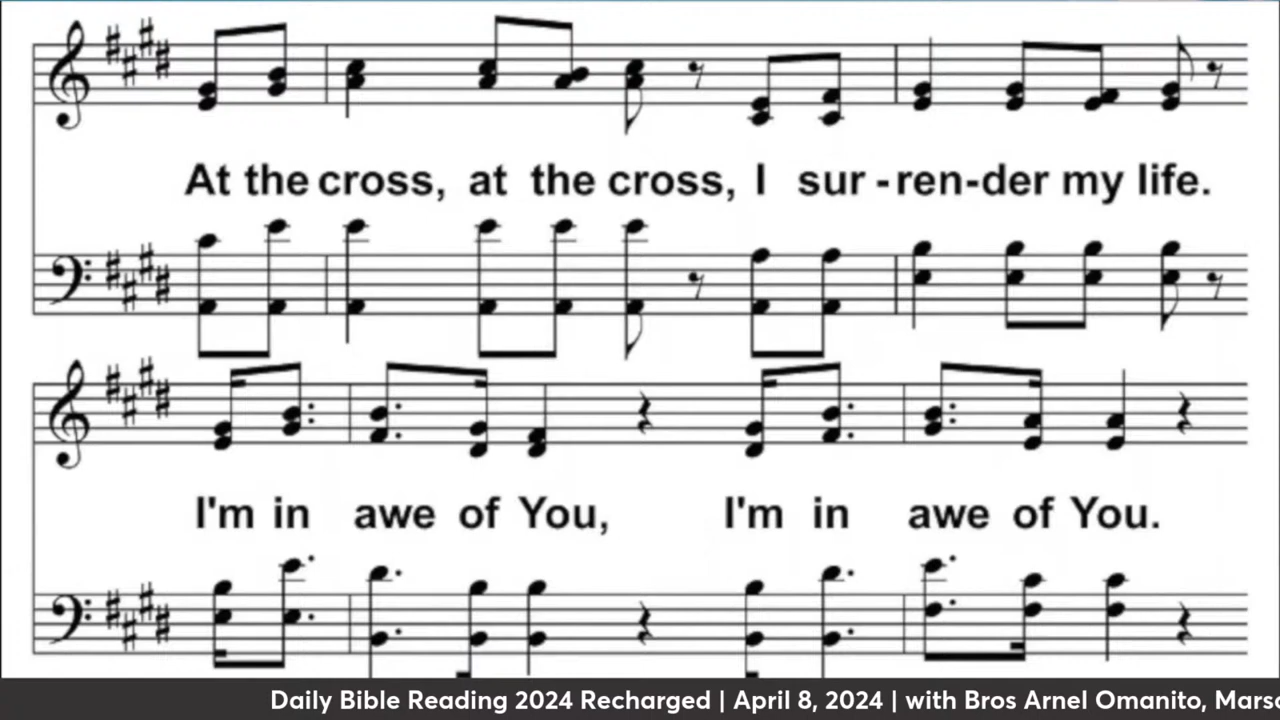 At the cross, at the cross, I sur - ren-der my life.
I'm in awe of You, I'm in awe of You.
Daily Bible Reading 2024 Recharged | April 8, 2024 | with Bros Arnel Omanito,